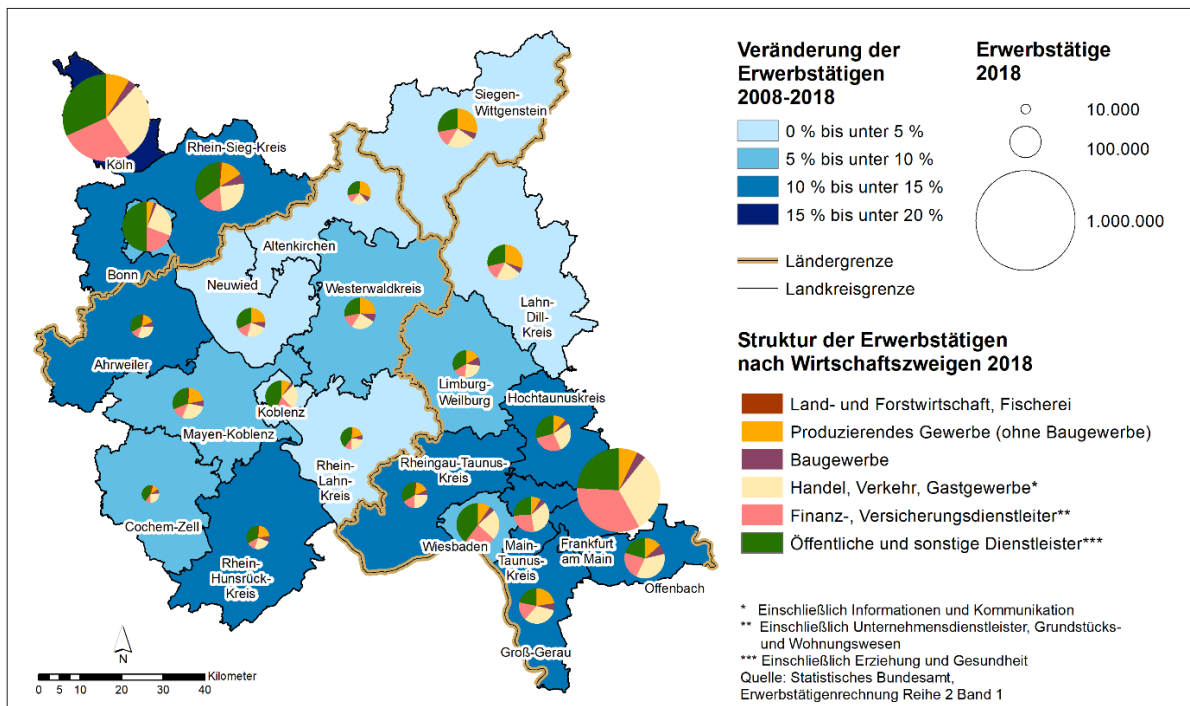 Siegen-
Wittgenstein
Köln
Rhein-Sieg-Kreis
Altenkirchen
Bonn
Neuwied
Westerwaldkreis
Lahn-
Dill-
Kreis
Ahrweiler
Limburg-
Weilburg
Hochtaunuskreis
Koblenz
Mayen-Koblenz
Rhein-
Lahn-
Kreis
Rheingau-Taunus-
Kreis
Cochem-Zell
Wiesbaden
Main-
Taunus-
Kreis
Frankfurt
am Main
Rhein-
Hunsrück-
Kreis
Offenbach
Groß-Gerau
N
Kilometer
0 5 10 20 30 40
Veränderung der
Erwerbstätigen
2008-2018
0 % bis unter 5 %
5 % bis unter 10 %
10 % bis unter 15 %
15 % bis unter 20 %
Ländergrenze
Landkreisgrenze
Erwerbstätige
2018
10.000
100.000
1.000.000
Struktur der Erwerbstätigen
nach Wirtschaftszweigen 2018
Land- und Forstwirtschaft, Fischerei
Produzierendes Gewerbe (ohne Baugewerbe)
Baugewerbe
Handel, Verkehr, Gastgewerbe*
Finanz-, Versicherungsdienstleiter**
Öffentliche und sonstige Dienstleister***
* Einschließlich Informationen und Kommunikation
** Einschließlich Unternehmensdienstleister, Grundstücks-
und Wohnungswesen
*** Einschließlich Erziehung und Gesundheit
Quelle: Statistisches Bundesamt,
Erwerbstätigenrechnung Reihe 2 Band 1